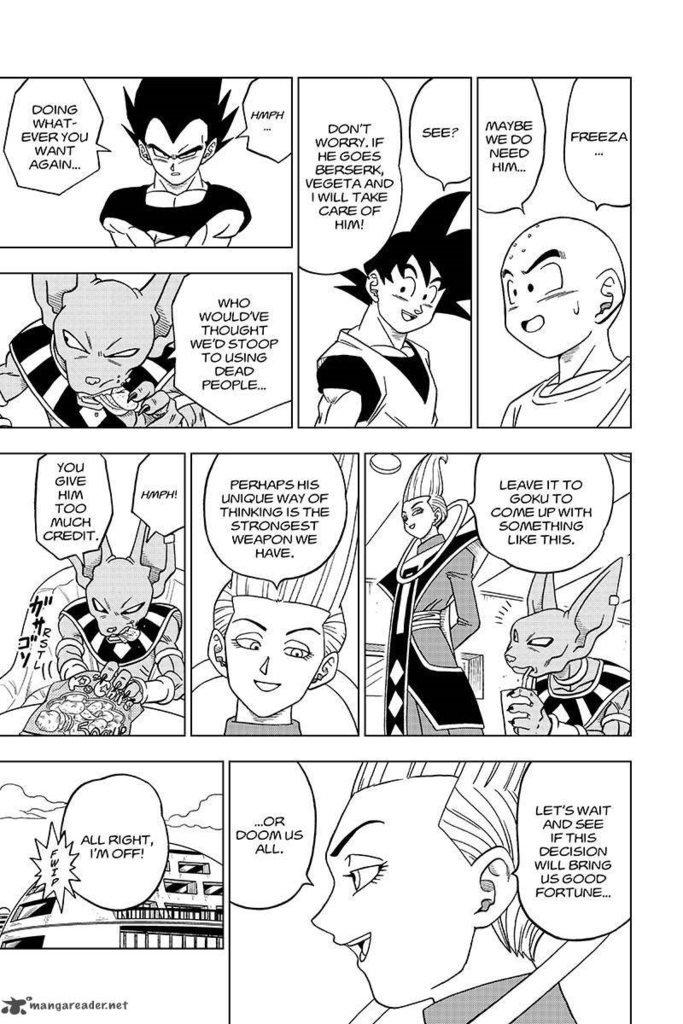 FREEZA
...
MAYBE
WE DO
NEED
HIM...
SEE?
DON'T
WORRY. IF
HE GOES
BERSERK,
VEGETA AND
I WILL TAKE
CARE OF
HIM!
HMPH
...
DOING
WHAT-
EVER YOU
WANT
AGAIN...
WHO
WOULD'VE
THOUGHT
WE'D STOOP
TO USING
DEAD
PEOPLE...
LEAVE IT TO
GOKU TO
COME UP WITH
SOMETHING
LIKE THIS.
PERHAPS HIS
UNIQUE WAY OF
THINKING IS THE
STRONGEST
WEAPON WE
HAVE.
HMPH!
YOU
GIVE
HIM
TOO
MUCH
CREDIT.
ガサゴソ
RSTL
LET'S WAIT
AND SEE
IF THIS
DECISION
WILL BRING
US GOOD
FORTUNE...
...OR
DOOM US
ALL.
ALL RIGHT,
I'M OFF!
FWIP
mangareader.net